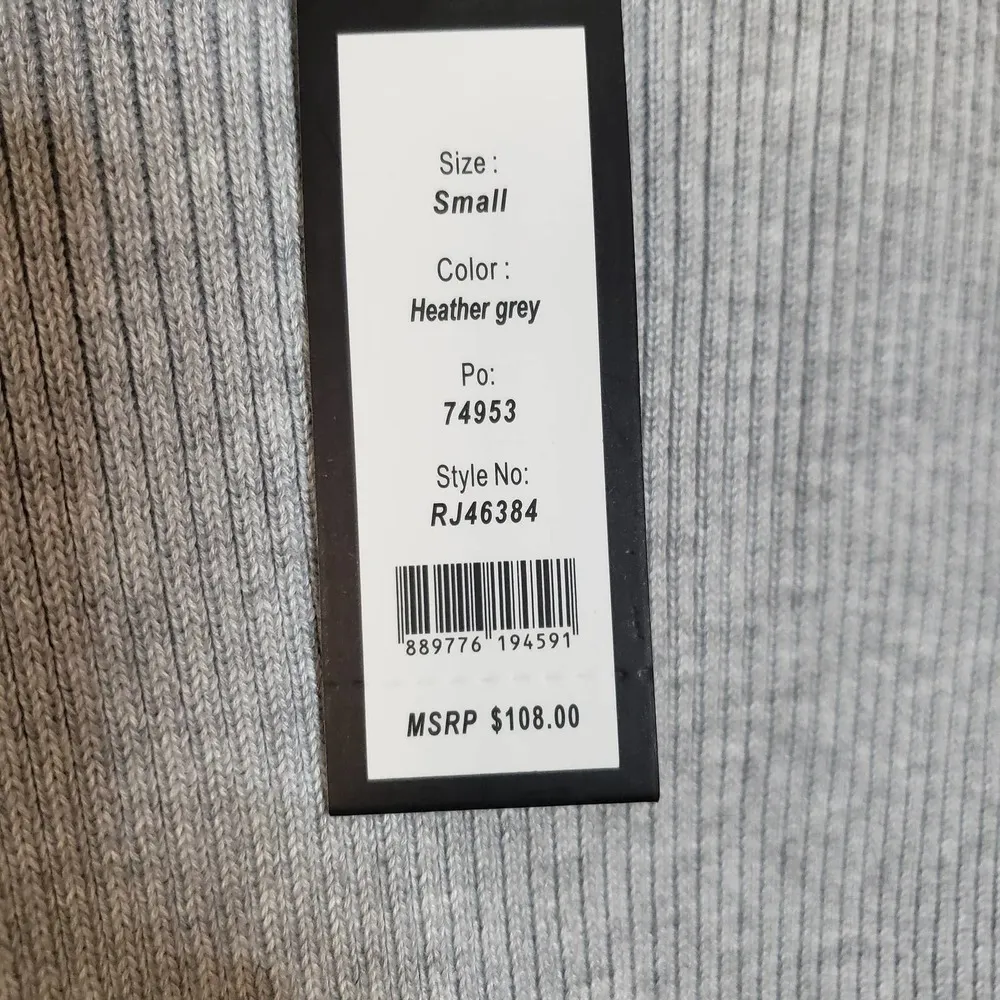 Size :
Small
Color :
Heather grey
Po:
74953
Style No:
RJ46384
889776 194591
MSRP $108.00